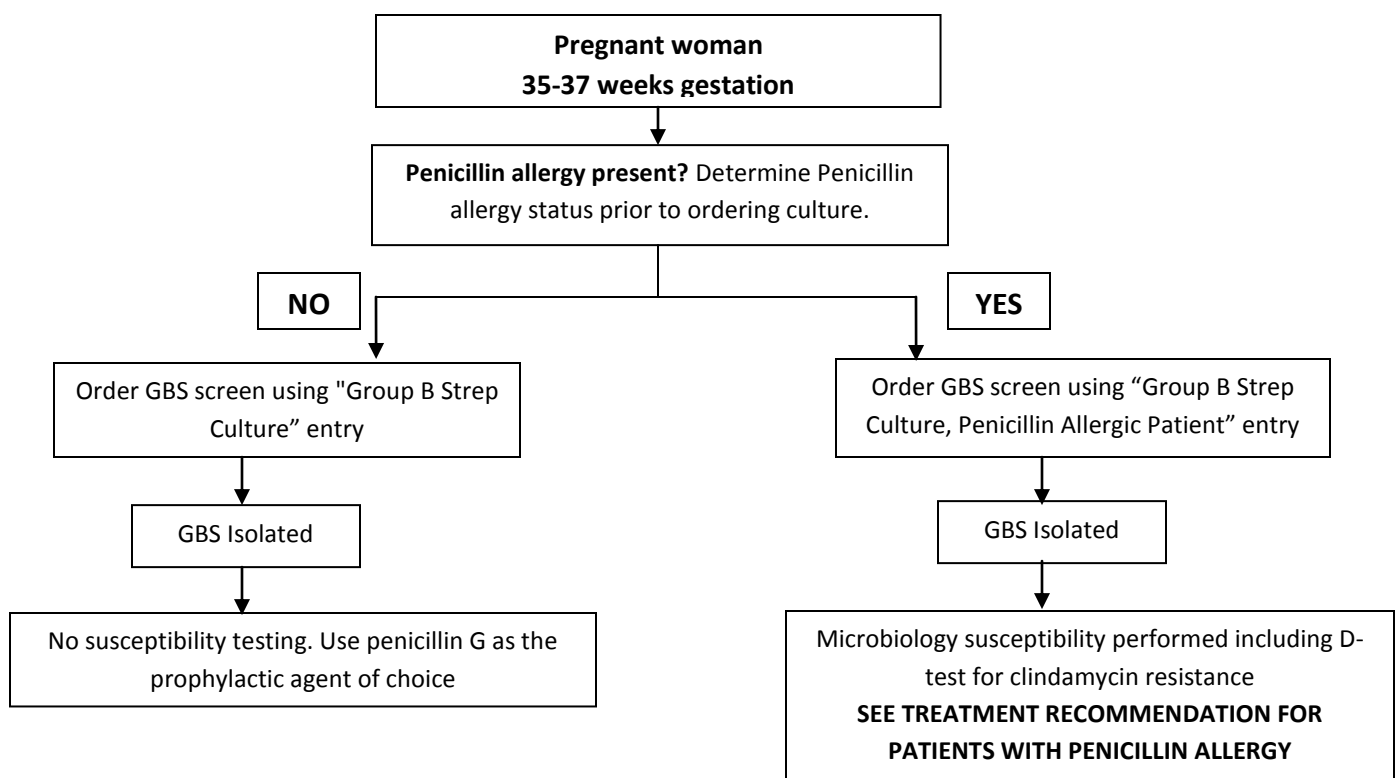 Pregnant woman
35-37 weeks gestation
Penicillin allergy present? Determine Penicillin
allergy status prior to ordering culture.
NO
YES
Order GBS screen using "Group B Strep
Culture” entry
Order GBS screen using “Group B Strep
Culture, Penicillin Allergic Patient” entry
GBS Isolated
GBS Isolated
No susceptibility testing. Use penicillin G as the
prophylactic agent of choice
Microbiology susceptibility performed including D-
test for clindamycin resistance
SEE TREATMENT RECOMMENDATION FOR
PATIENTS WITH PENICILLIN ALLERGY